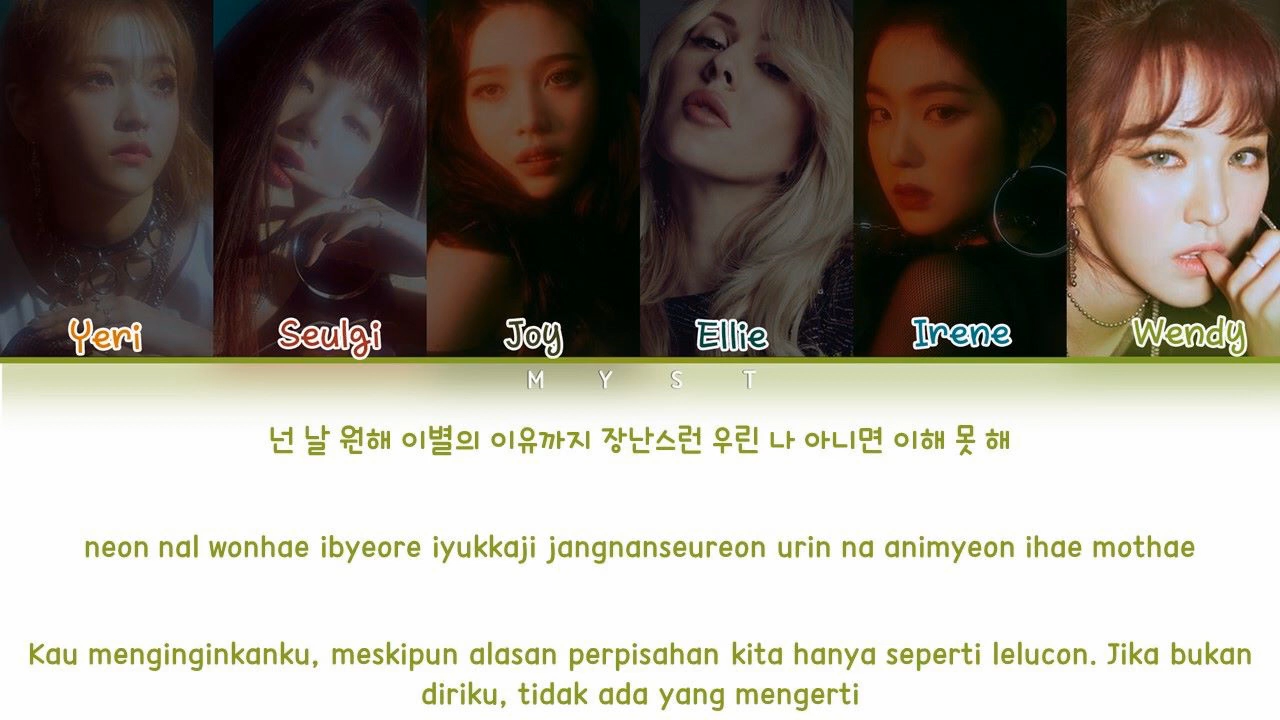 Yeri Seulgi Joy Ellie Irene Wendy
M Y S T
넌 날 원해 이별의 이유까지 장난스런 우린 나 아니면 이해 못 해
neon nal wonhae ibyeore iyukkaji jangnanseureon urin na animyeon ihae mothae
Kau menginginkanku, meskipun alasan perpisahan kita hanya seperti lelucon. Jika bukan
diriku, tidak ada yang mengerti